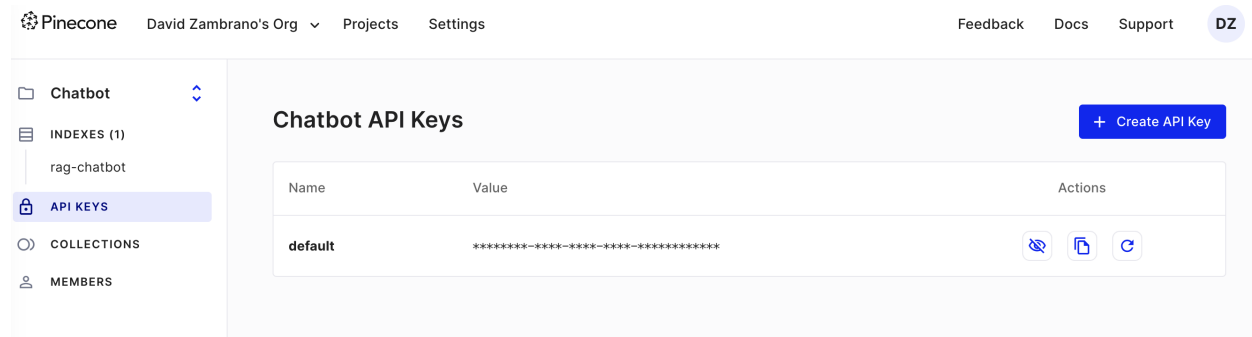 Pinecone David Zambrano's Org Projects Settings Feedback Docs Support DZ
Chatbot
INDEXES (1)
rag-chatbot
API KEYS
COLLECTIONS
MEMBERS
Chatbot API Keys
+ Create API Key
Name Value Actions
default ********-****-****-****-************